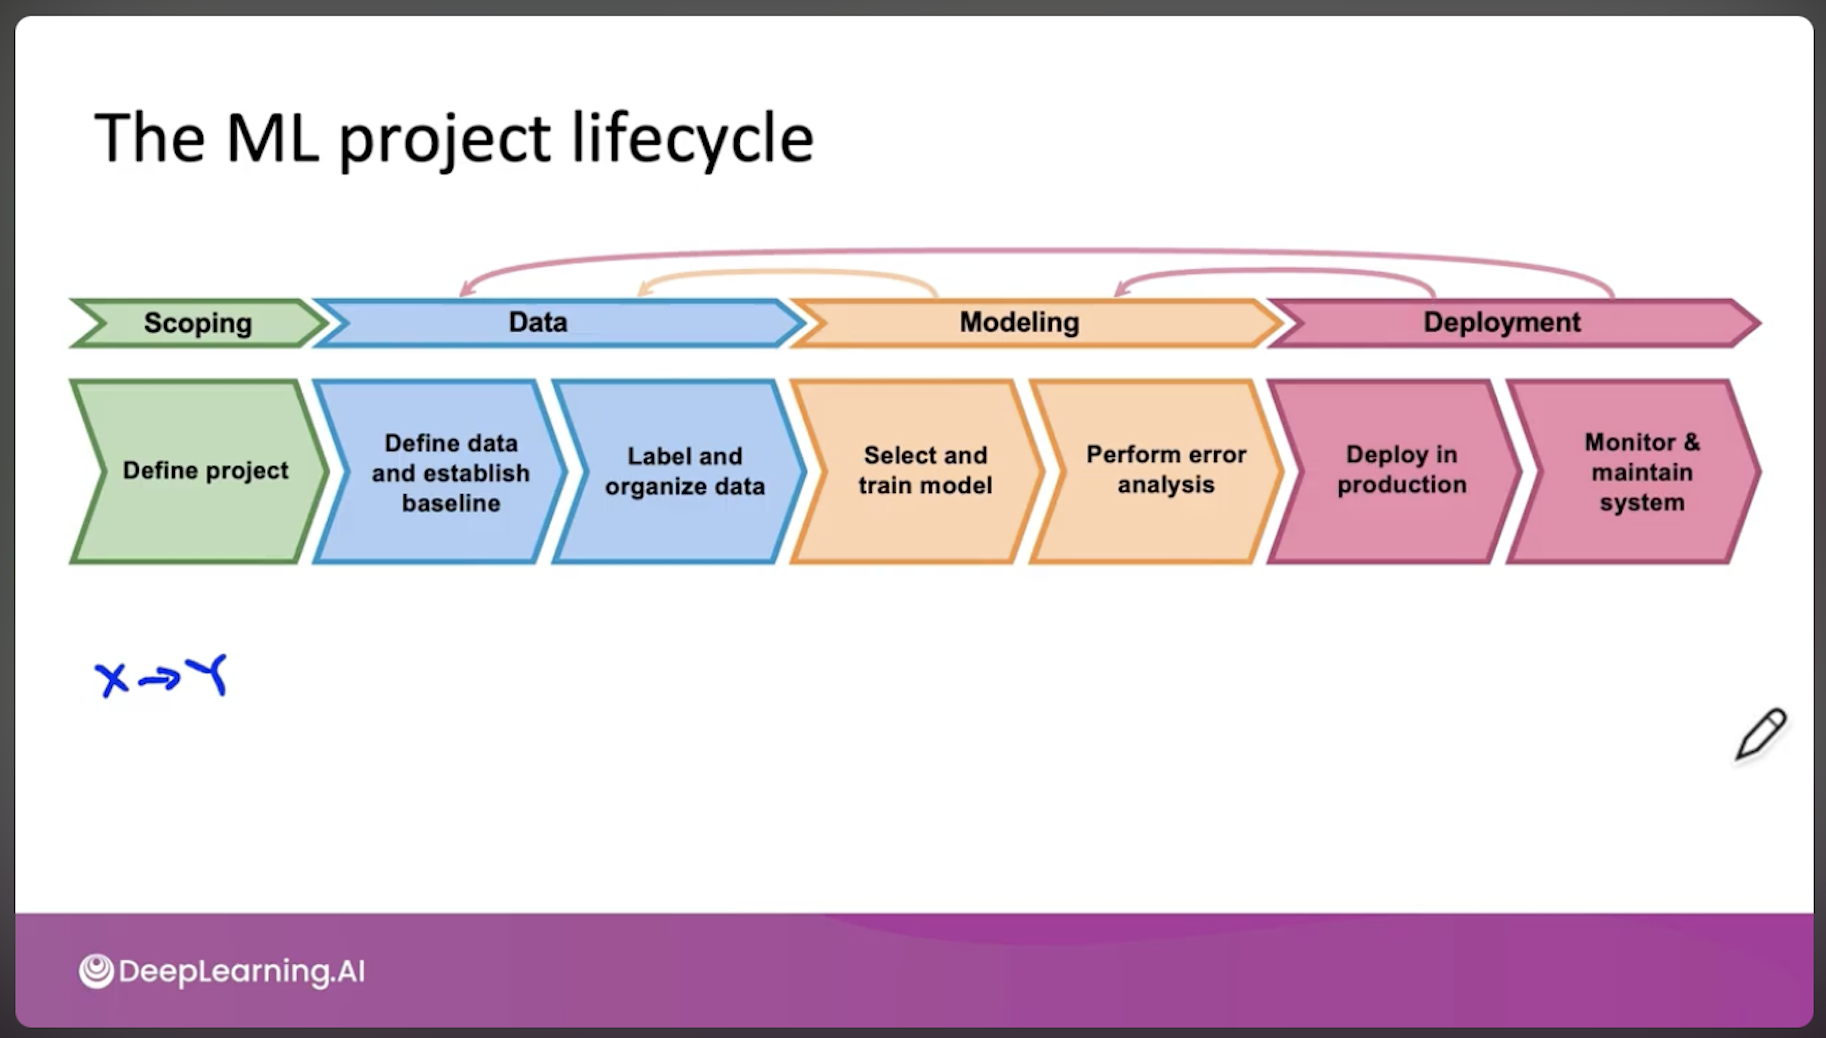 The ML project lifecycle
Scoping
Data
Modeling
Deployment
Define project
Define data
and establish
baseline
Label and
organize data
Select and
train model
Perform error
analysis
Deploy in
production
Monitor &
maintain
system
X → Y
DeepLearning.AI